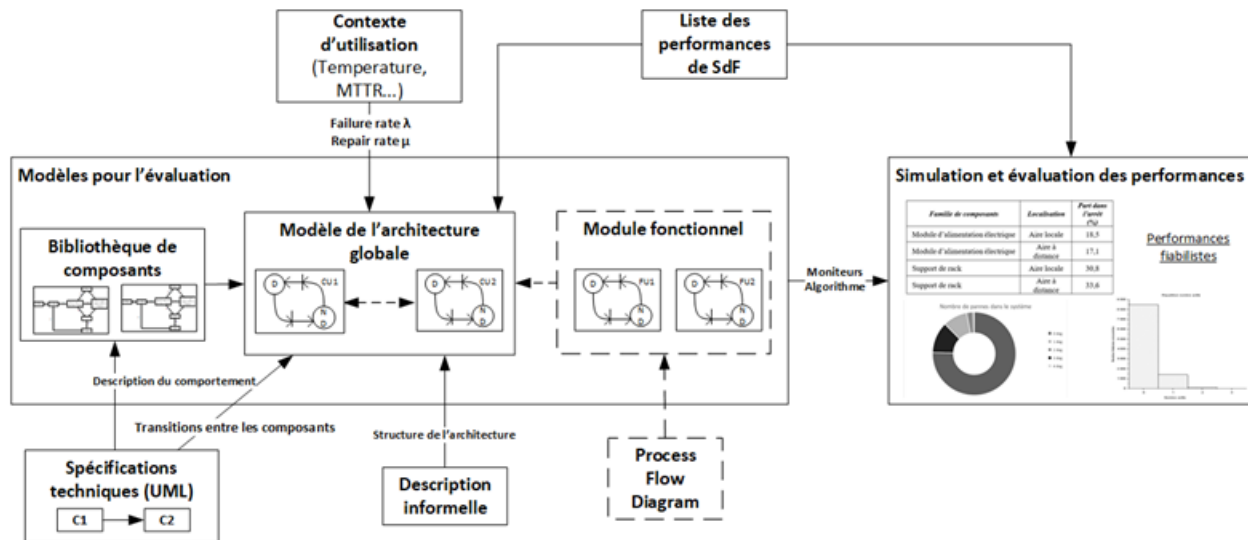 Contexte
d'utilisation
(Temperature,
MTTR...)
Liste des
performances
de SdF
Failure rate λ
Repair rate μ
Modèles pour l'évaluation
Simulation et évaluation des performances
Bibliothèque de
composants
Modèle de l'architecture
globale
D
CU1
N
D
D
CU2
N
D
Module fonctionnel
D
FU1
N
D
D
FU2
N
D
Moniteurs
Algorithme
Famille de composants Localisation Part dans
l'arrêt
(%)
Module d'alimentation électrique Aire locale 18,5
Module d'alimentation électrique Aire à
distance 17,1
Support de rack Aire locale 30,8
Support de rack Aire à
distance 33,6
Performances
fiabilistes
Nombre de pannes dans le système
Description du comportement
Transitions entre les composants
Structure de l'architecture
Spécifications
techniques (UML)
C1
C2
Description
informelle
Process
Flow
Diagram